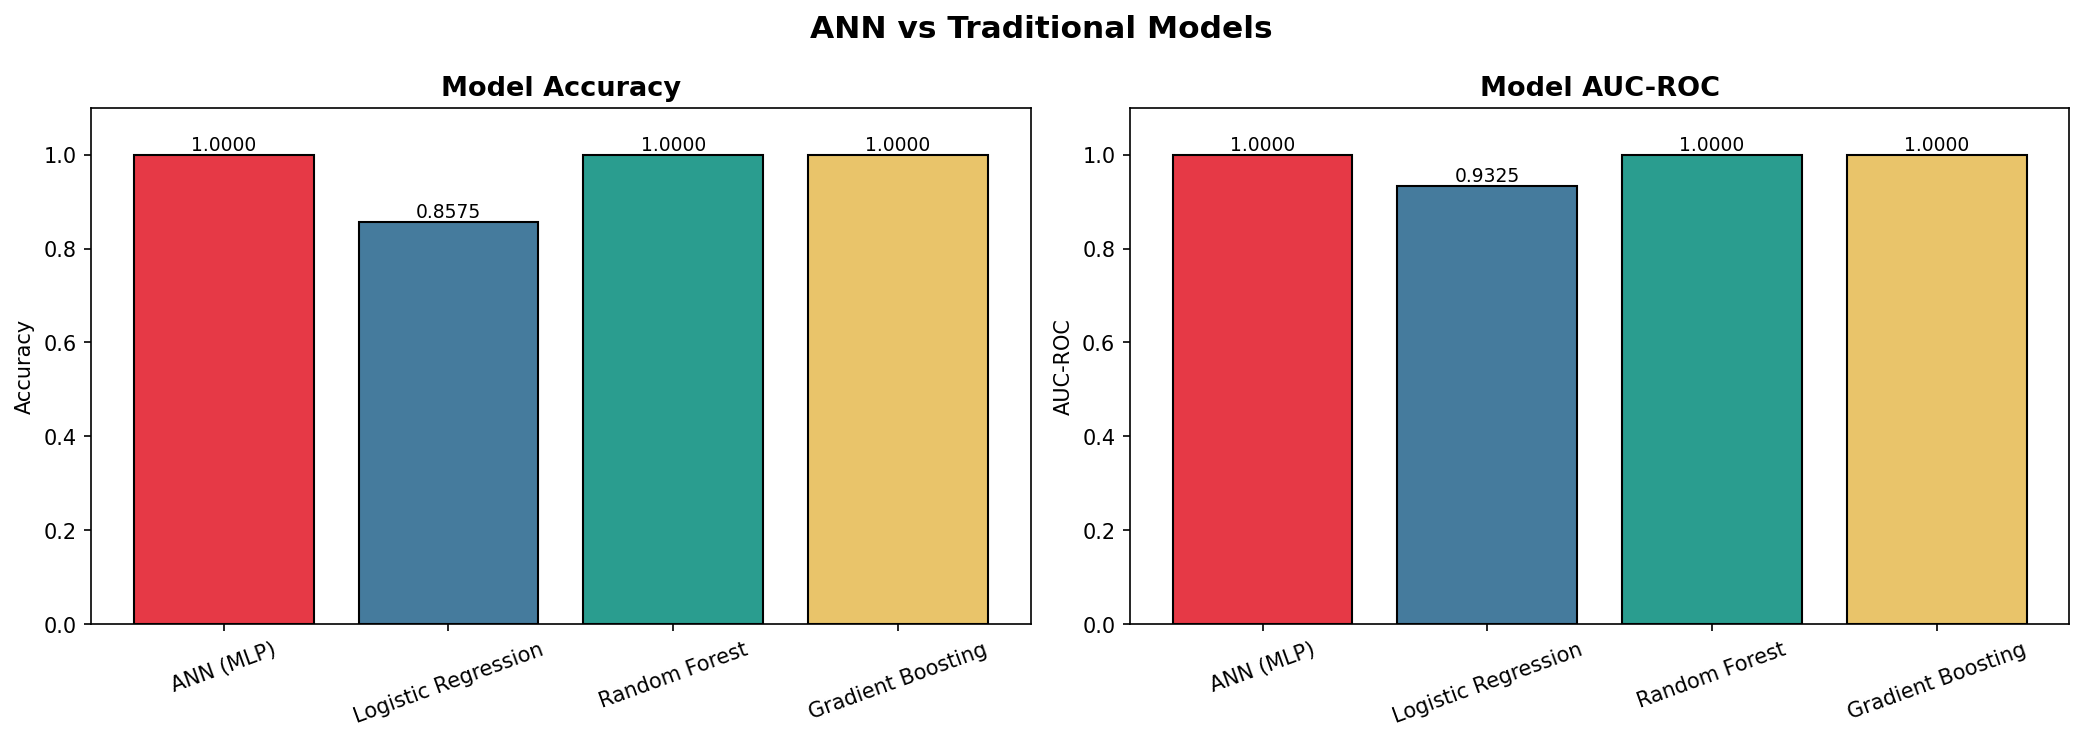 ANN vs Traditional Models
Model Accuracy
1.0000
0.8575
1.0000
1.0000
1.0
0.8
0.6
0.4
0.2
0.0
Accuracy
ANN (MLP)
Logistic Regression
Random Forest
Gradient Boosting
Model AUC-ROC
1.0000
0.9325
1.0000
1.0000
1.0
0.8
0.6
0.4
0.2
0.0
AUC-ROC
ANN (MLP)
Logistic Regression
Random Forest
Gradient Boosting